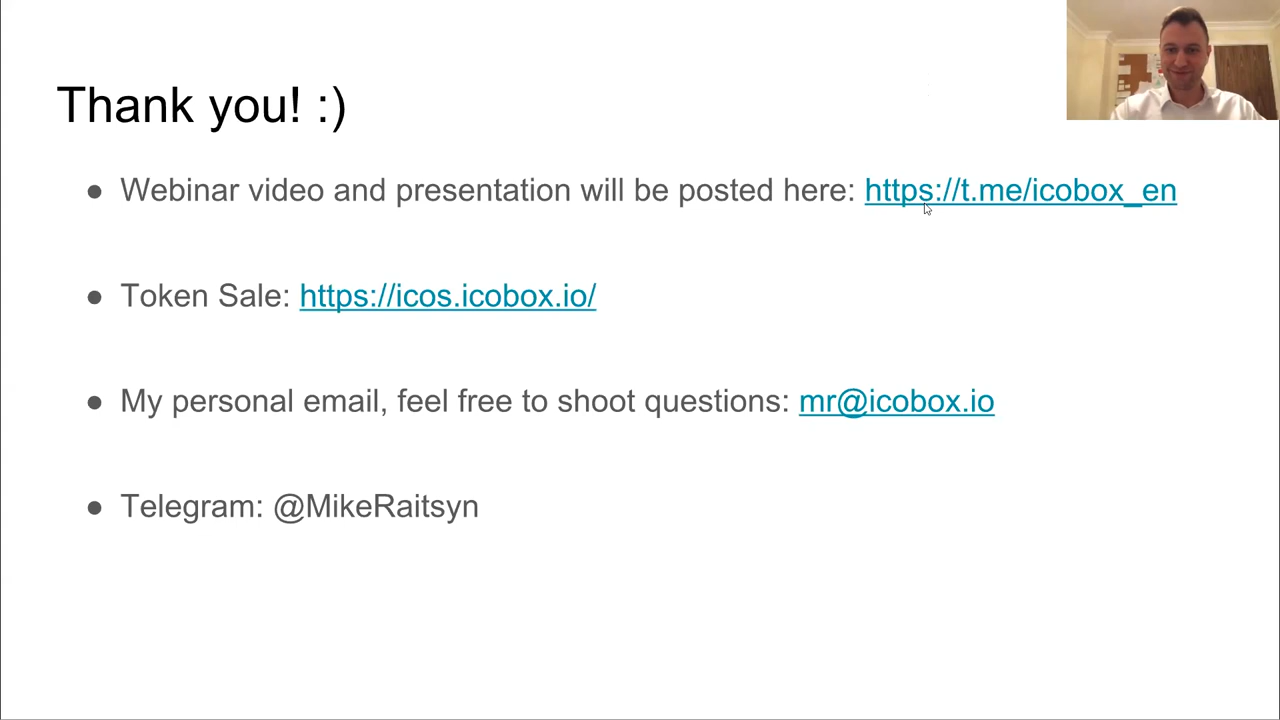 Thank you! :)
● Webinar video and presentation will be posted here: https://t.me/icobox_en
● Token Sale: https://icos.icobox.io/
● My personal email, feel free to shoot questions: mr@icobox.io
● Telegram: @MikeRaitsyn